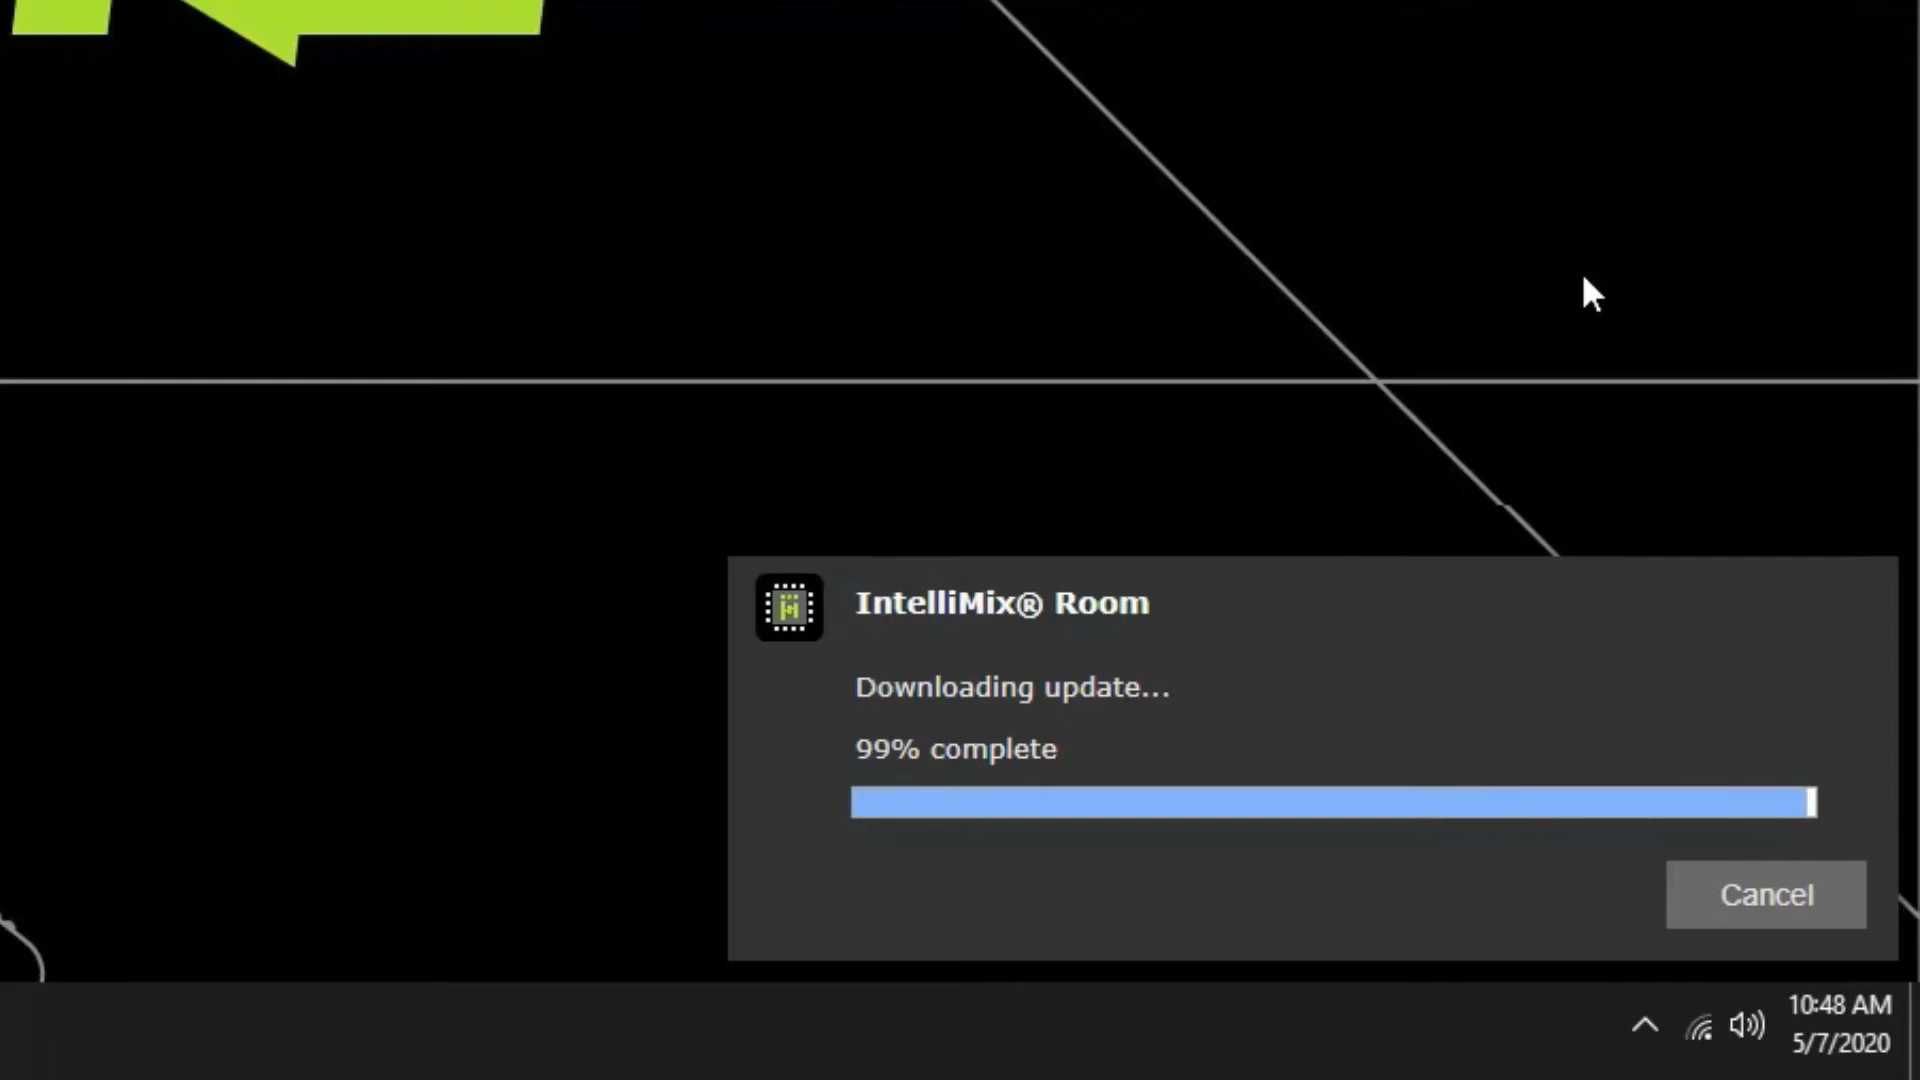 IntelliMix® Room
Downloading update...
99% complete
Cancel
10:48 AM
5/7/2020